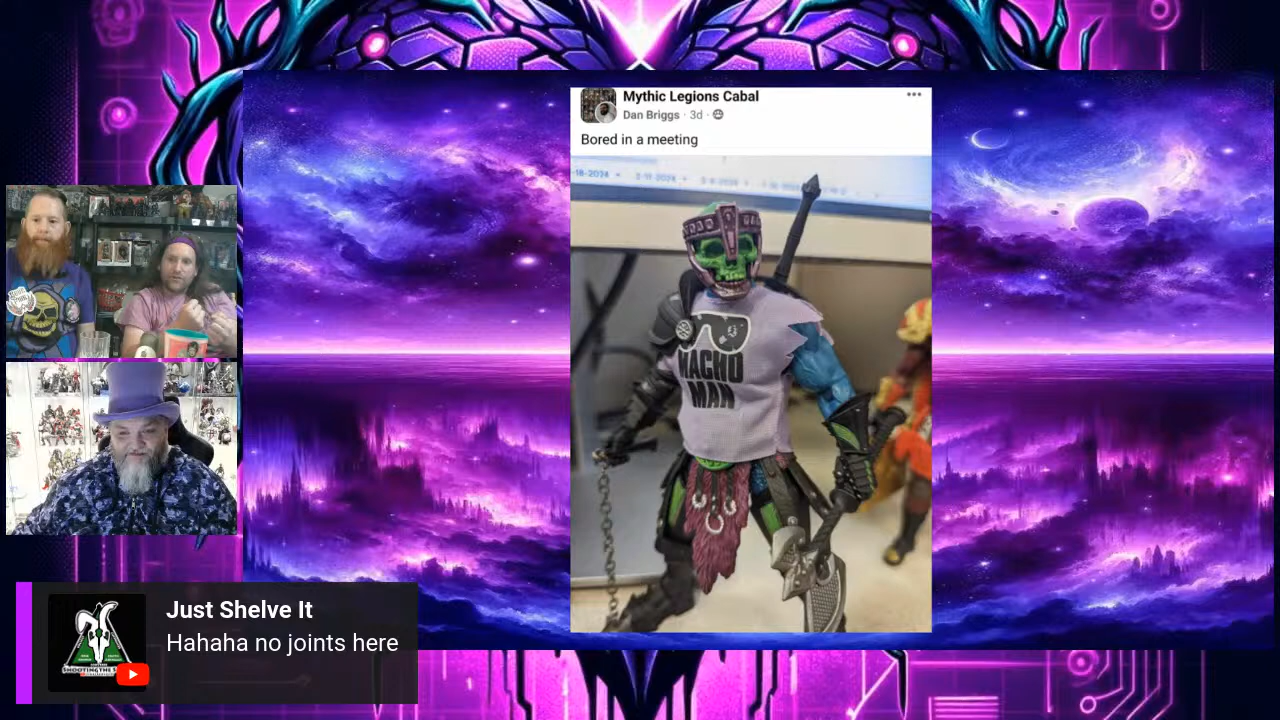 Mythic Legions Cabal
Dan Briggs · 3d ·
Bored in a meeting
MACHO
MAN
Just Shelve It
Hahaha no joints here